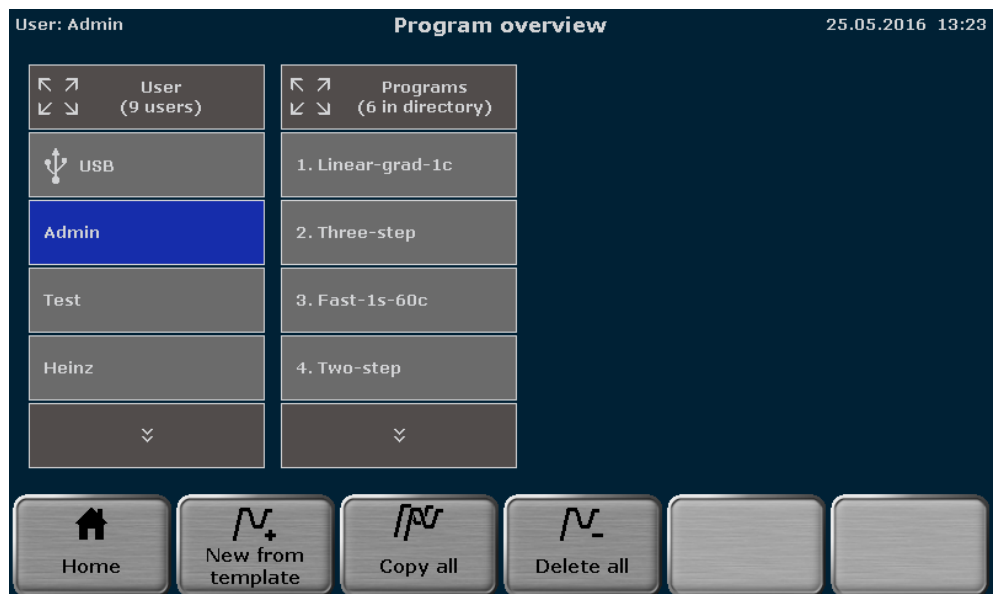 User: Admin
Program overview
25.05.2016 13:23
User
(9 users)
Programs
(6 in directory)
USB
1. Linear-grad-1c
Admin
2. Three-step
Test
3. Fast-1s-60c
Heinz
4. Two-step
Home
New from
template
Copy all
Delete all